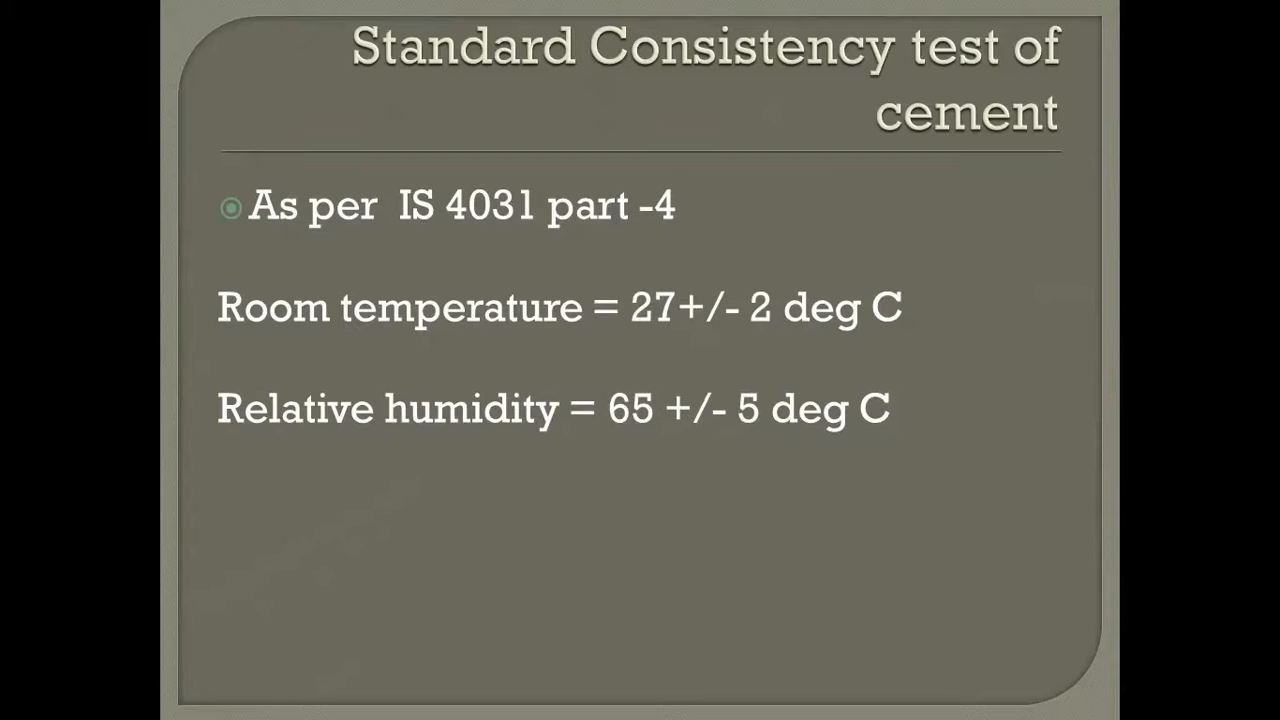 Standard Consistency test of
cement
As per IS 4031 part -4
Room temperature = 27+/- 2 deg C
Relative humidity = 65 +/- 5 deg C